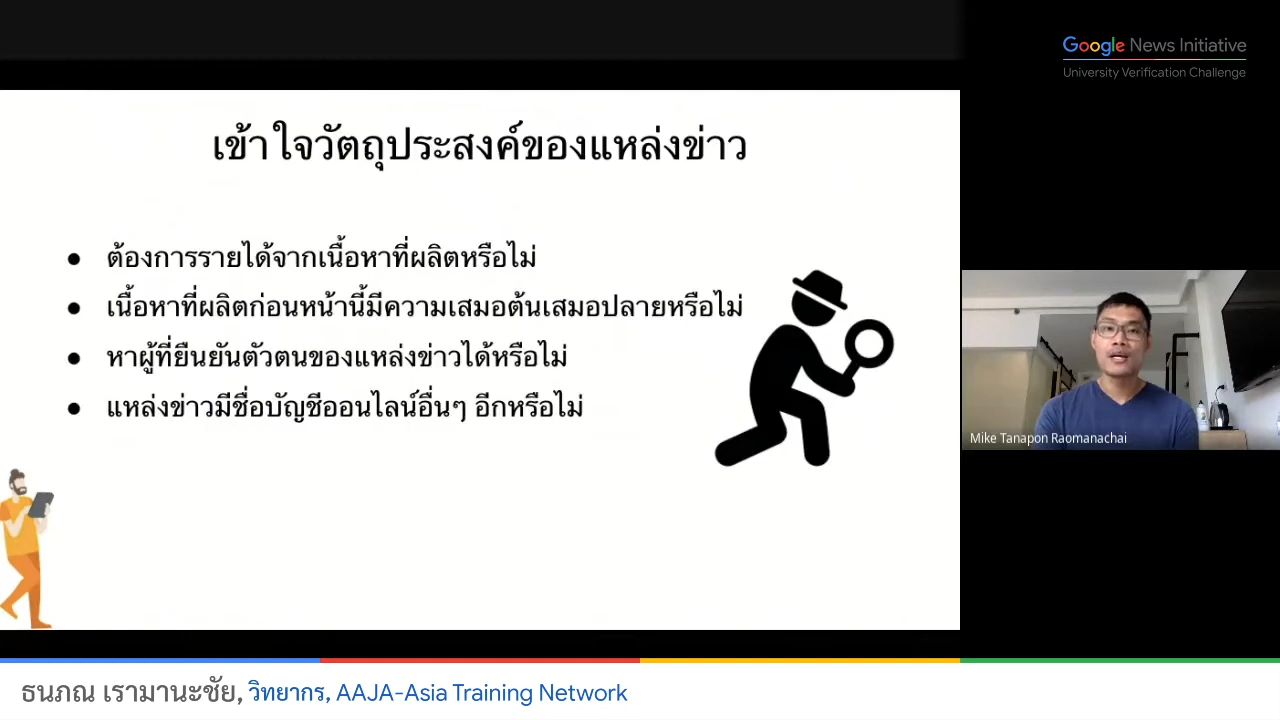 Google News Initiative
University Verification Challenge
เข้าใจวัตถุประสงค์ของแหล่งข่าว
● ต้องการรายได้จากเนื้อหาที่ผลิตหรือไม่
● เนื้อหาที่ผลิตก่อนหน้านี้มีความเสมอต้นเสมอปลายหรือไม่
● หาผู้ที่ยืนยันตัวตนของแหล่งข่าวได้หรือไม่
● แหล่งข่าวมีชื่อบัญชีออนไลน์อื่นๆ อีกหรือไม่
Mike Tanapon Raomanachai
ธนภณ เรามานะชัย, วิทยากร, AAJA-Asia Training Network